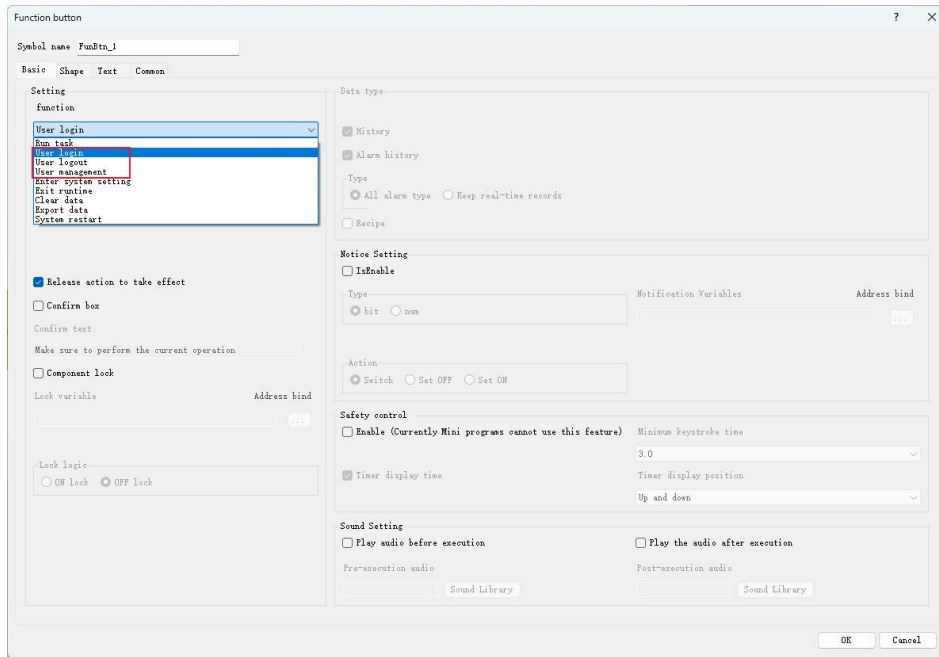 Function button
Symbol name FunBtn_1
Basic Shape Text Common
Setting
function
User login
Run task
User login
User logout
User management
Enter system setting
Exit runtime
Clear data
Export data
System restart
Release action to take effect
Confirm box
Confirm text
Make sure to perform the current operation
Component lock
Lock variable Address bind
...
Lock logic
ON lock OFF lock
Data type
History
Alarm history
Type
All alarm type Keep real-time records
Recipe
Notice Setting
IsEnable
Type
bit num
Notification Variables Address bind
...
Action
Switch Set OFF Set ON
Safety control
Enable (Currently Mini programs cannot use this feature) Minimum keystroke time
3.0
Timer display time Timer display position
Up and down
Sound Setting
Play audio before execution Play the audio after execution
Pre-execution audio Post-execution audio
Sound Library Sound Library
OK Cancel